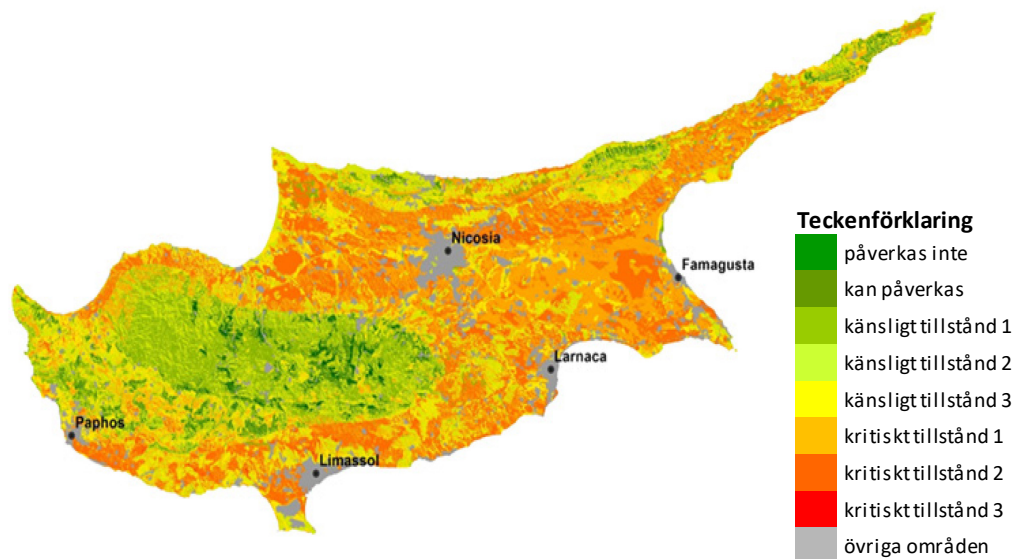 Nicosia
Famagusta
Larnaca
Paphos
Limassol
Teckenförklaring
påverkas inte
kan påverkas
känsligt tillstånd 1
känsligt tillstånd 2
känsligt tillstånd 3
kritiskt tillstånd 1
kritiskt tillstånd 2
kritiskt tillstånd 3
övriga områden